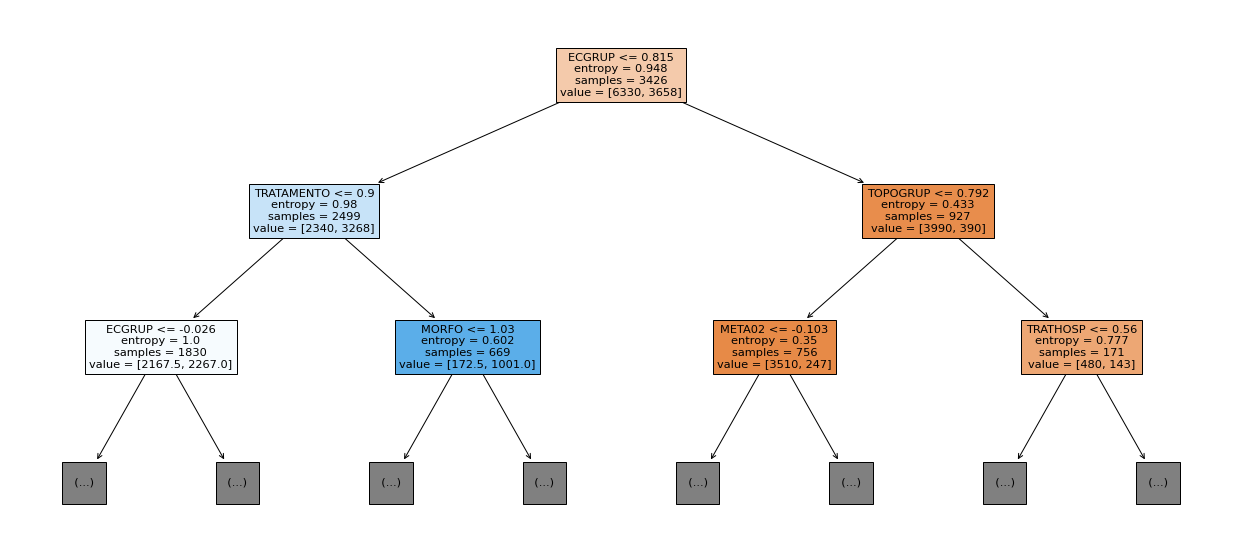 ECGRUP <= 0.815
entropy = 0.948
samples = 3426
value = [6330, 3658]
TRATAMENTO <= 0.9
entropy = 0.98
samples = 2499
value = [2340, 3268]
TOPOGRUP <= 0.792
entropy = 0.433
samples = 927
value = [3990, 390]
ECGRUP <= -0.026
entropy = 1.0
samples = 1830
value = [2167.5, 2267.0]
MORFO <= 1.03
entropy = 0.602
samples = 669
value = [172.5, 1001.0]
META02 <= -0.103
entropy = 0.35
samples = 756
value = [3510, 247]
TRATHOSP <= 0.56
entropy = 0.777
samples = 171
value = [480, 143]
(...)
(...)
(...)
(...)
(...)
(...)
(...)
(...)